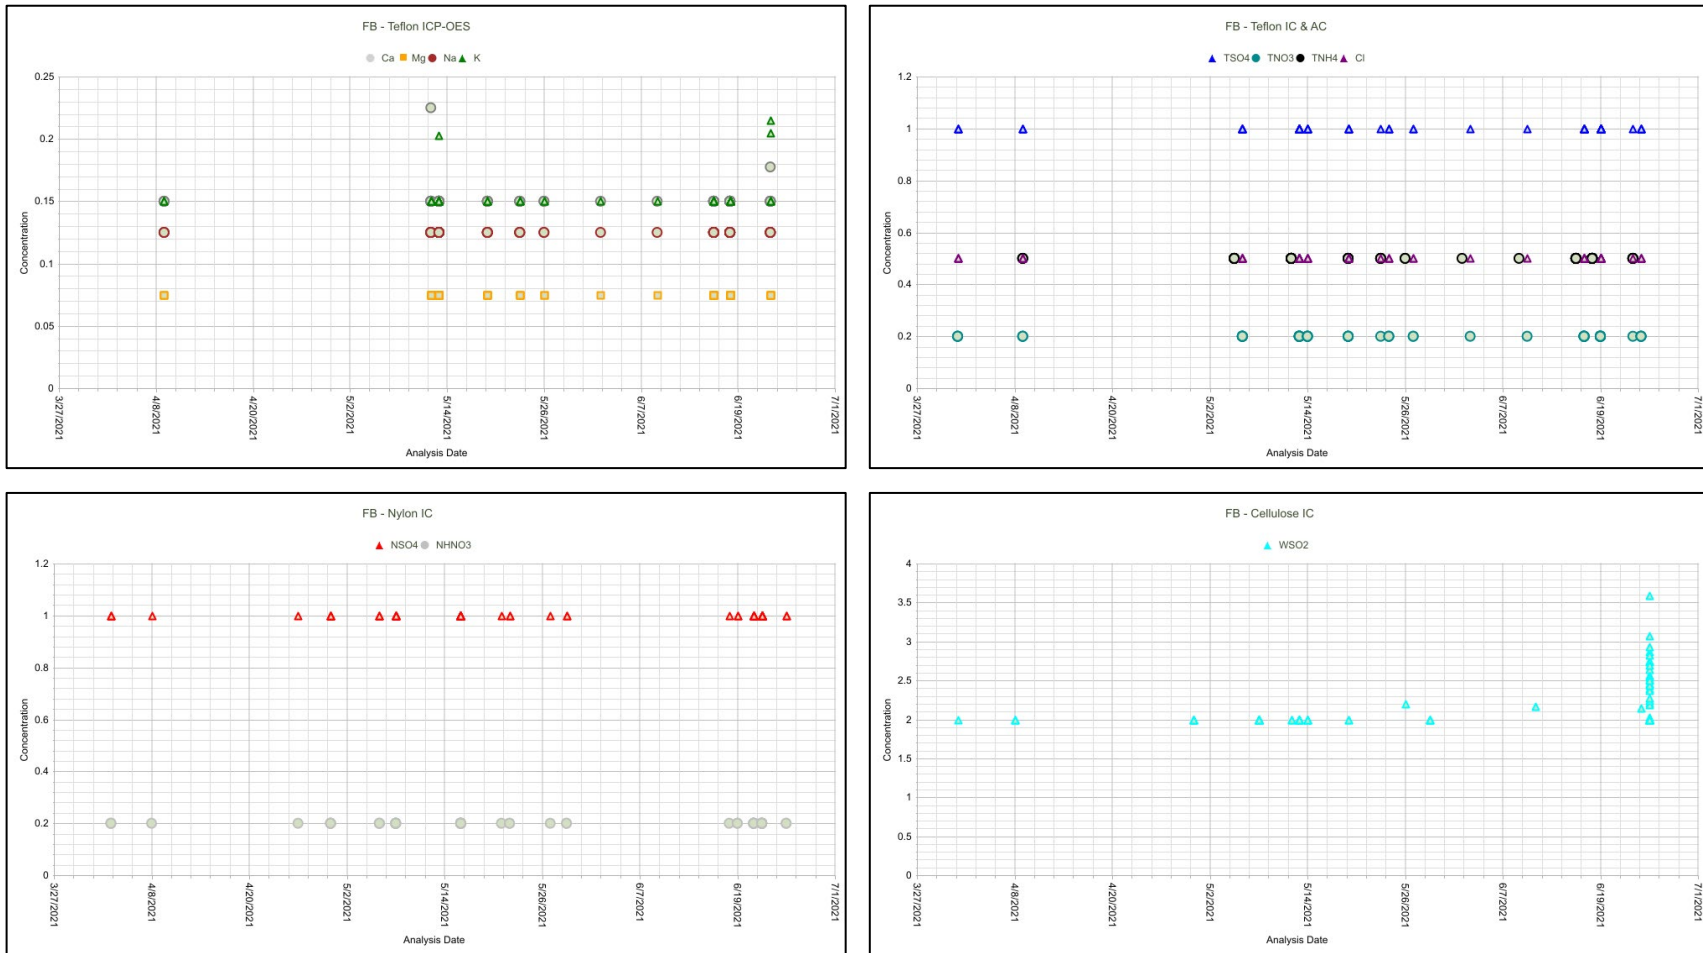 FB - Teflon ICP-OES
Ca Mg Na K
0.25
0.2
0.15
0.1
0.05
0
Concentration
3/27/2021 4/8/2021 4/20/2021 5/2/2021 5/14/2021 5/26/2021 6/7/2021 6/19/2021 7/1/2021
Analysis Date
FB - Teflon IC & AC
TSO4 TNO3 TNH4 Cl
1.2
1
0.8
0.6
0.4
0.2
0
Concentration
3/27/2021 4/8/2021 4/20/2021 5/2/2021 5/14/2021 5/26/2021 6/7/2021 6/19/2021 7/1/2021
Analysis Date
FB - Nylon IC
NSO4 NHNO3
1.2
1
0.8
0.6
0.4
0.2
0
Concentration
3/27/2021 4/8/2021 4/20/2021 5/2/2021 5/14/2021 5/26/2021 6/7/2021 6/19/2021 7/1/2021
Analysis Date
FB - Cellulose IC
WSO2
4
3.5
3
2.5
2
1.5
1
0.5
0
Concentration
3/27/2021 4/8/2021 4/20/2021 5/2/2021 5/14/2021 5/26/2021 6/7/2021 6/19/2021 7/1/2021
Analysis Date